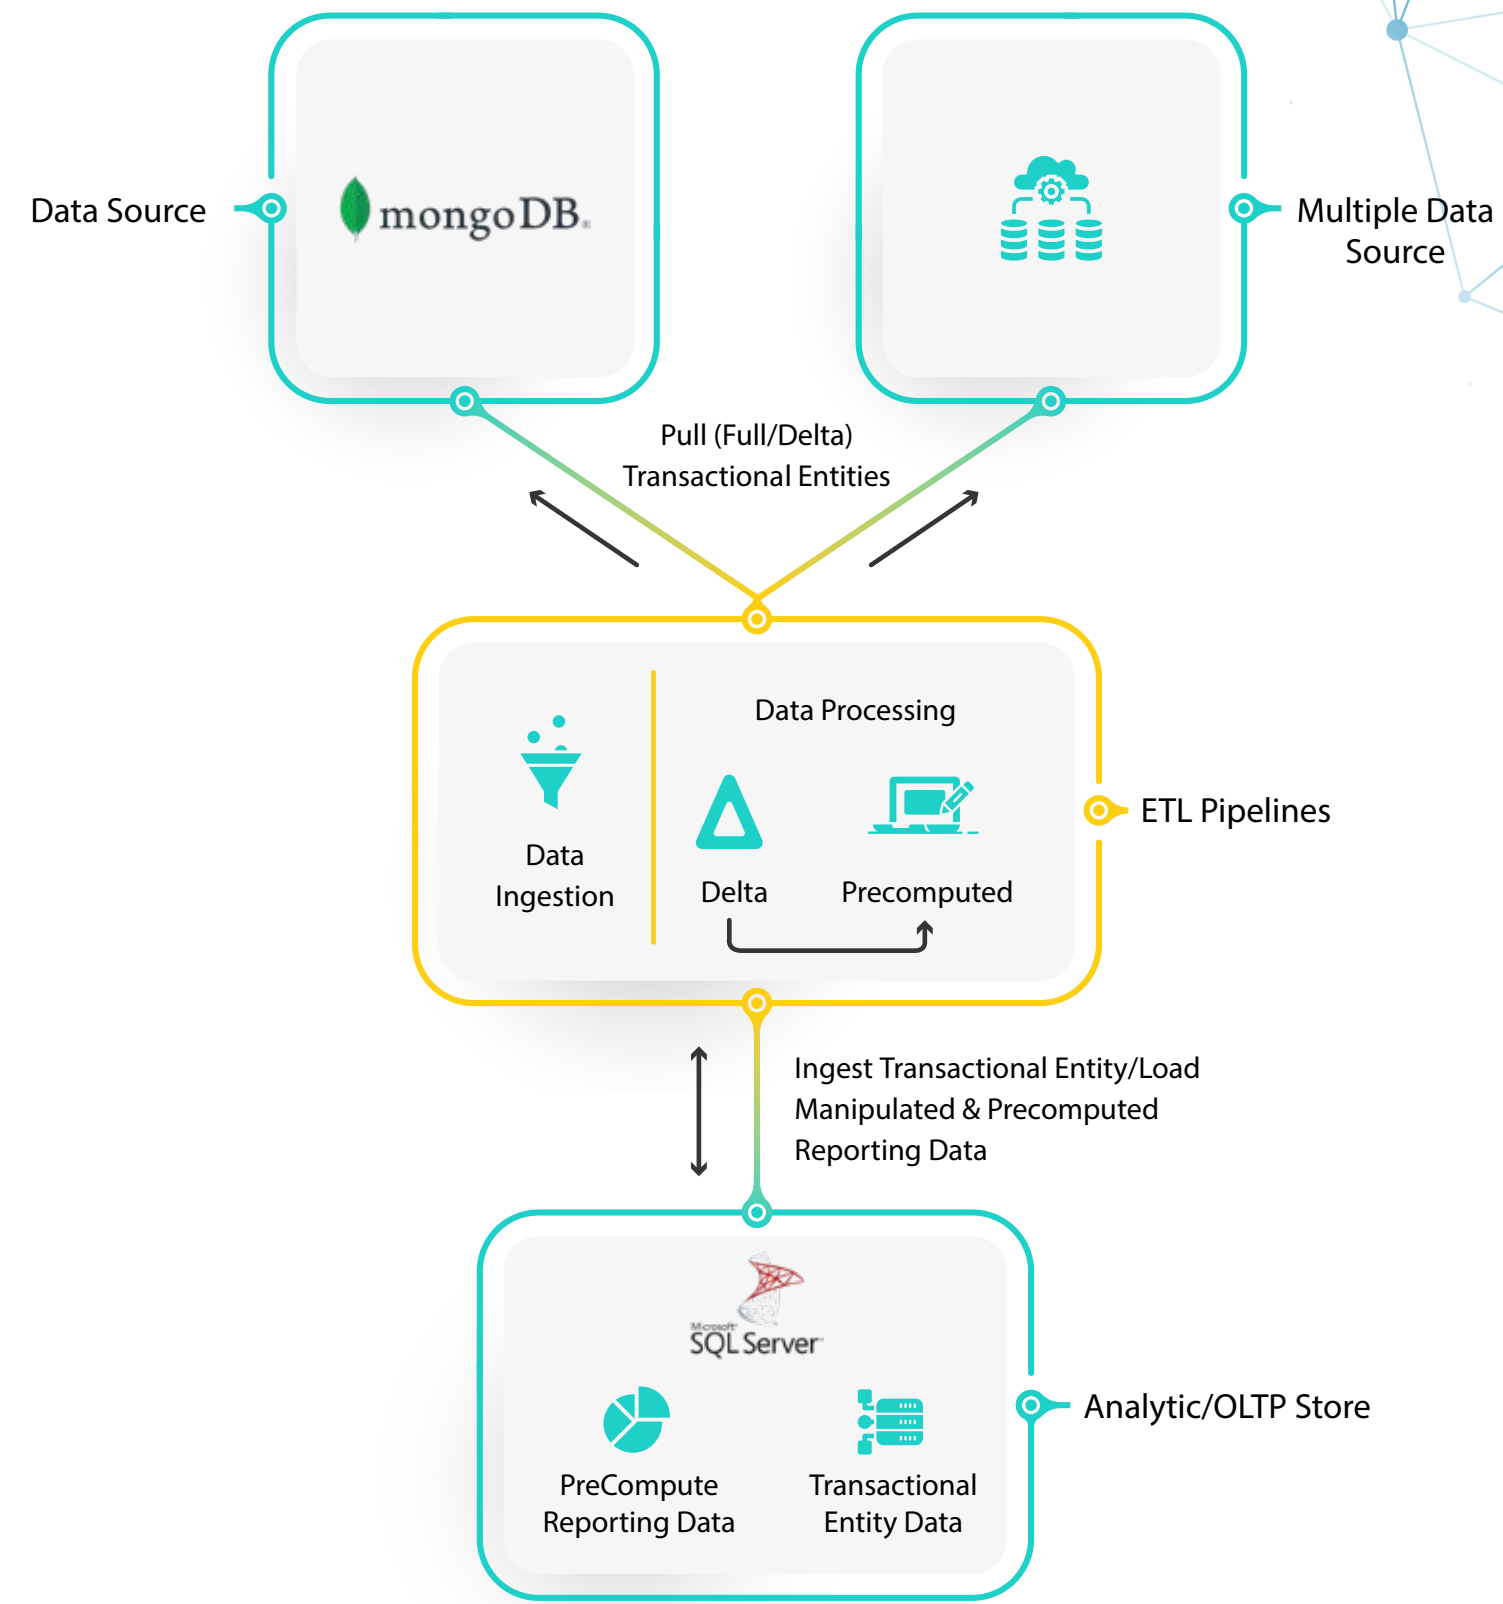 Data Source
mongoDB®
Multiple Data
Source
Pull (Full/Delta)
Transactional Entities
Data Processing
Data
Ingestion
Delta
Precomputed
ETL Pipelines
Ingest Transactional Entity/Load
Manipulated & Precomputed
Reporting Data
Microsoft®
SQL Server™
PreCompute
Reporting Data
Transactional
Entity Data
Analytic/OLTP Store